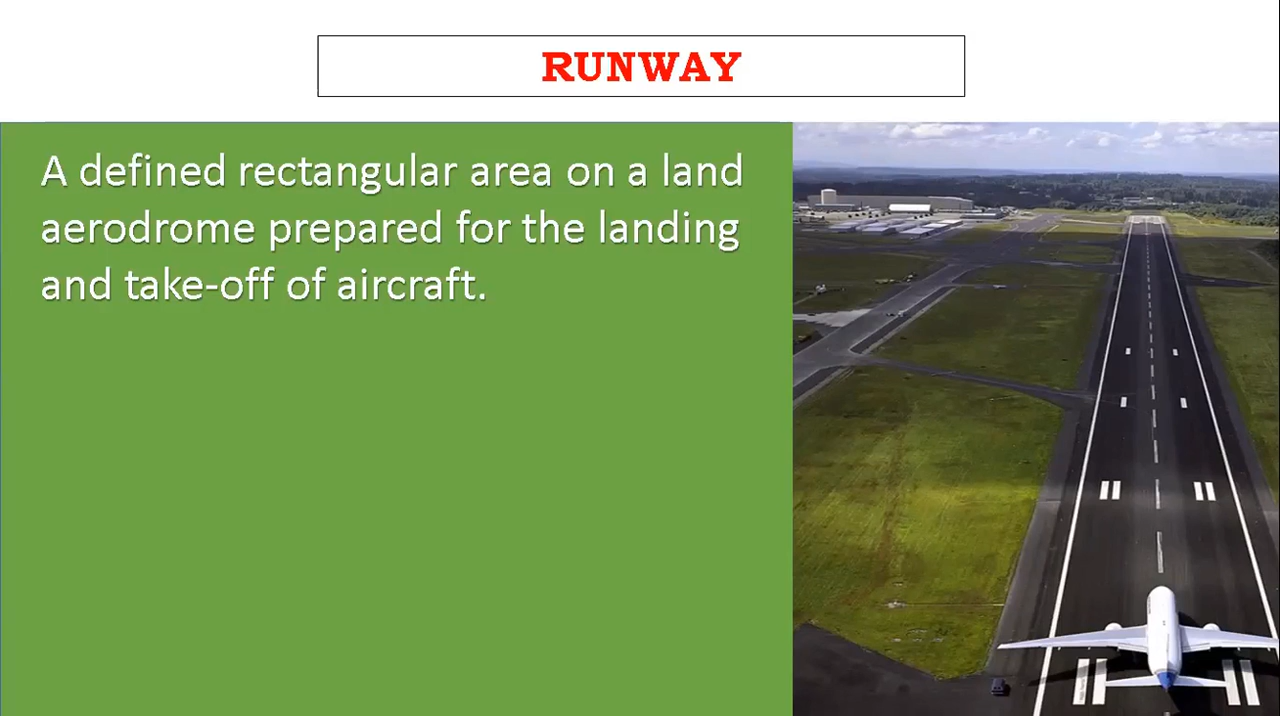 RUNWAY
A defined rectangular area on a land
aerodrome prepared for the landing
and take-off of aircraft.